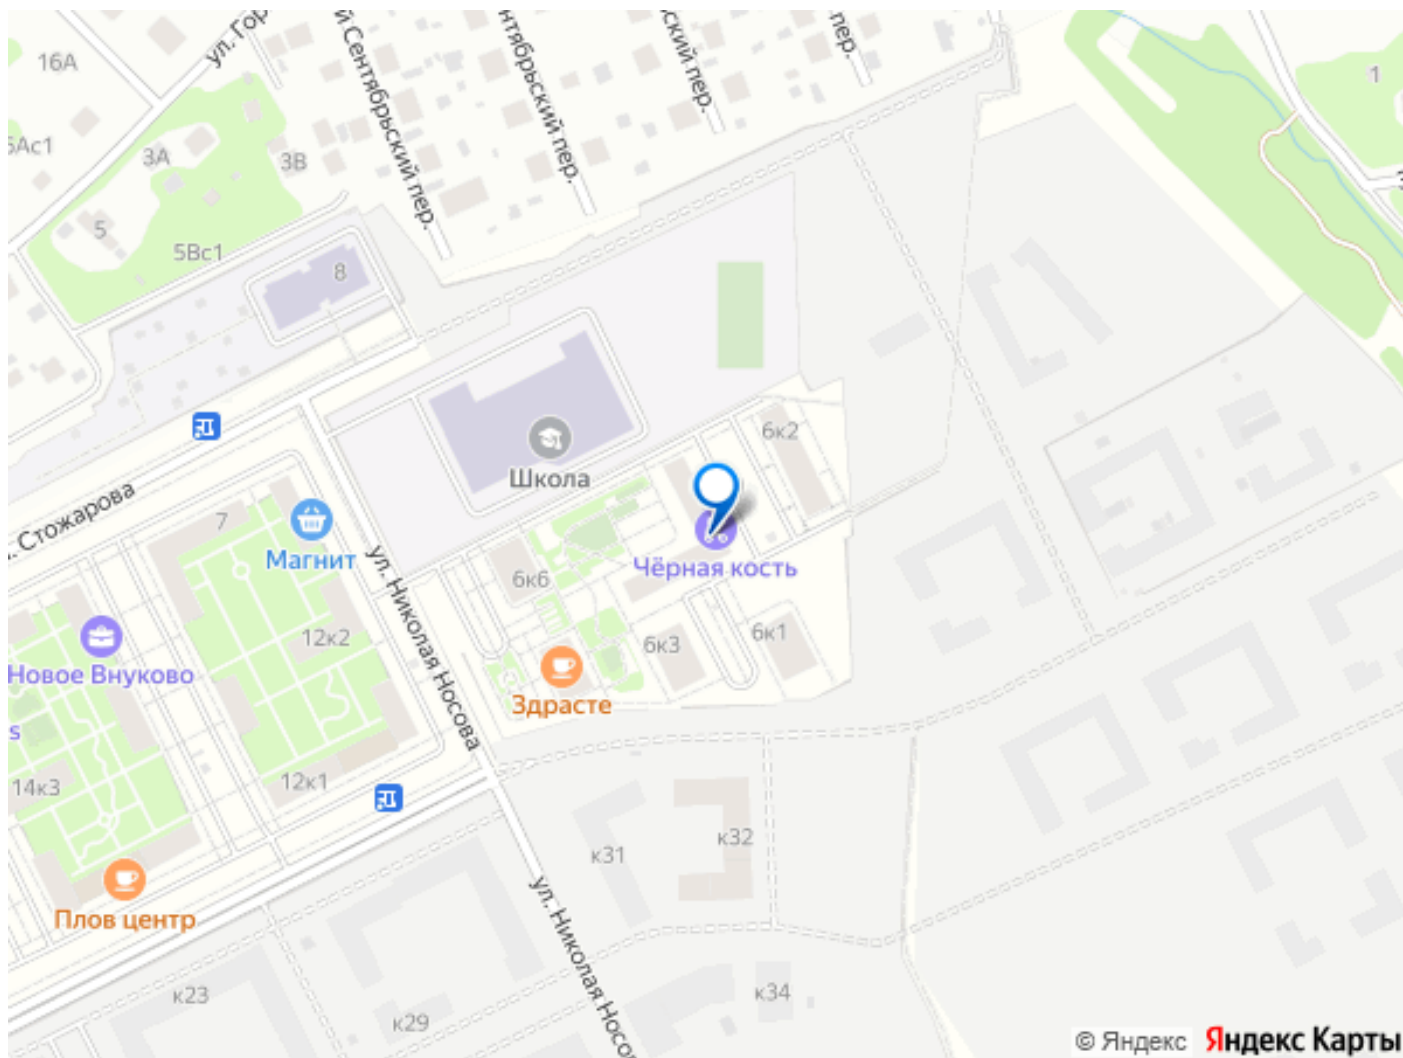 16А
ул. Гор
й Сентябрьский пер.
нтябрьский пер.
ский пер.
пер.
1
6Ас1
3А
3В
5
5Вс1
8
6к2
Школа
. Стожарова
7
Магнит
ул. Николая Носова
Чёрная кость
6к6
12к2
6к3
6к1
Новое Внуково
Здрасте
s
14к3
12к1
к31
к32
Плов центр
ул. Николая Носо
к23
к29
к34
© Яндекс Яндекс Карты